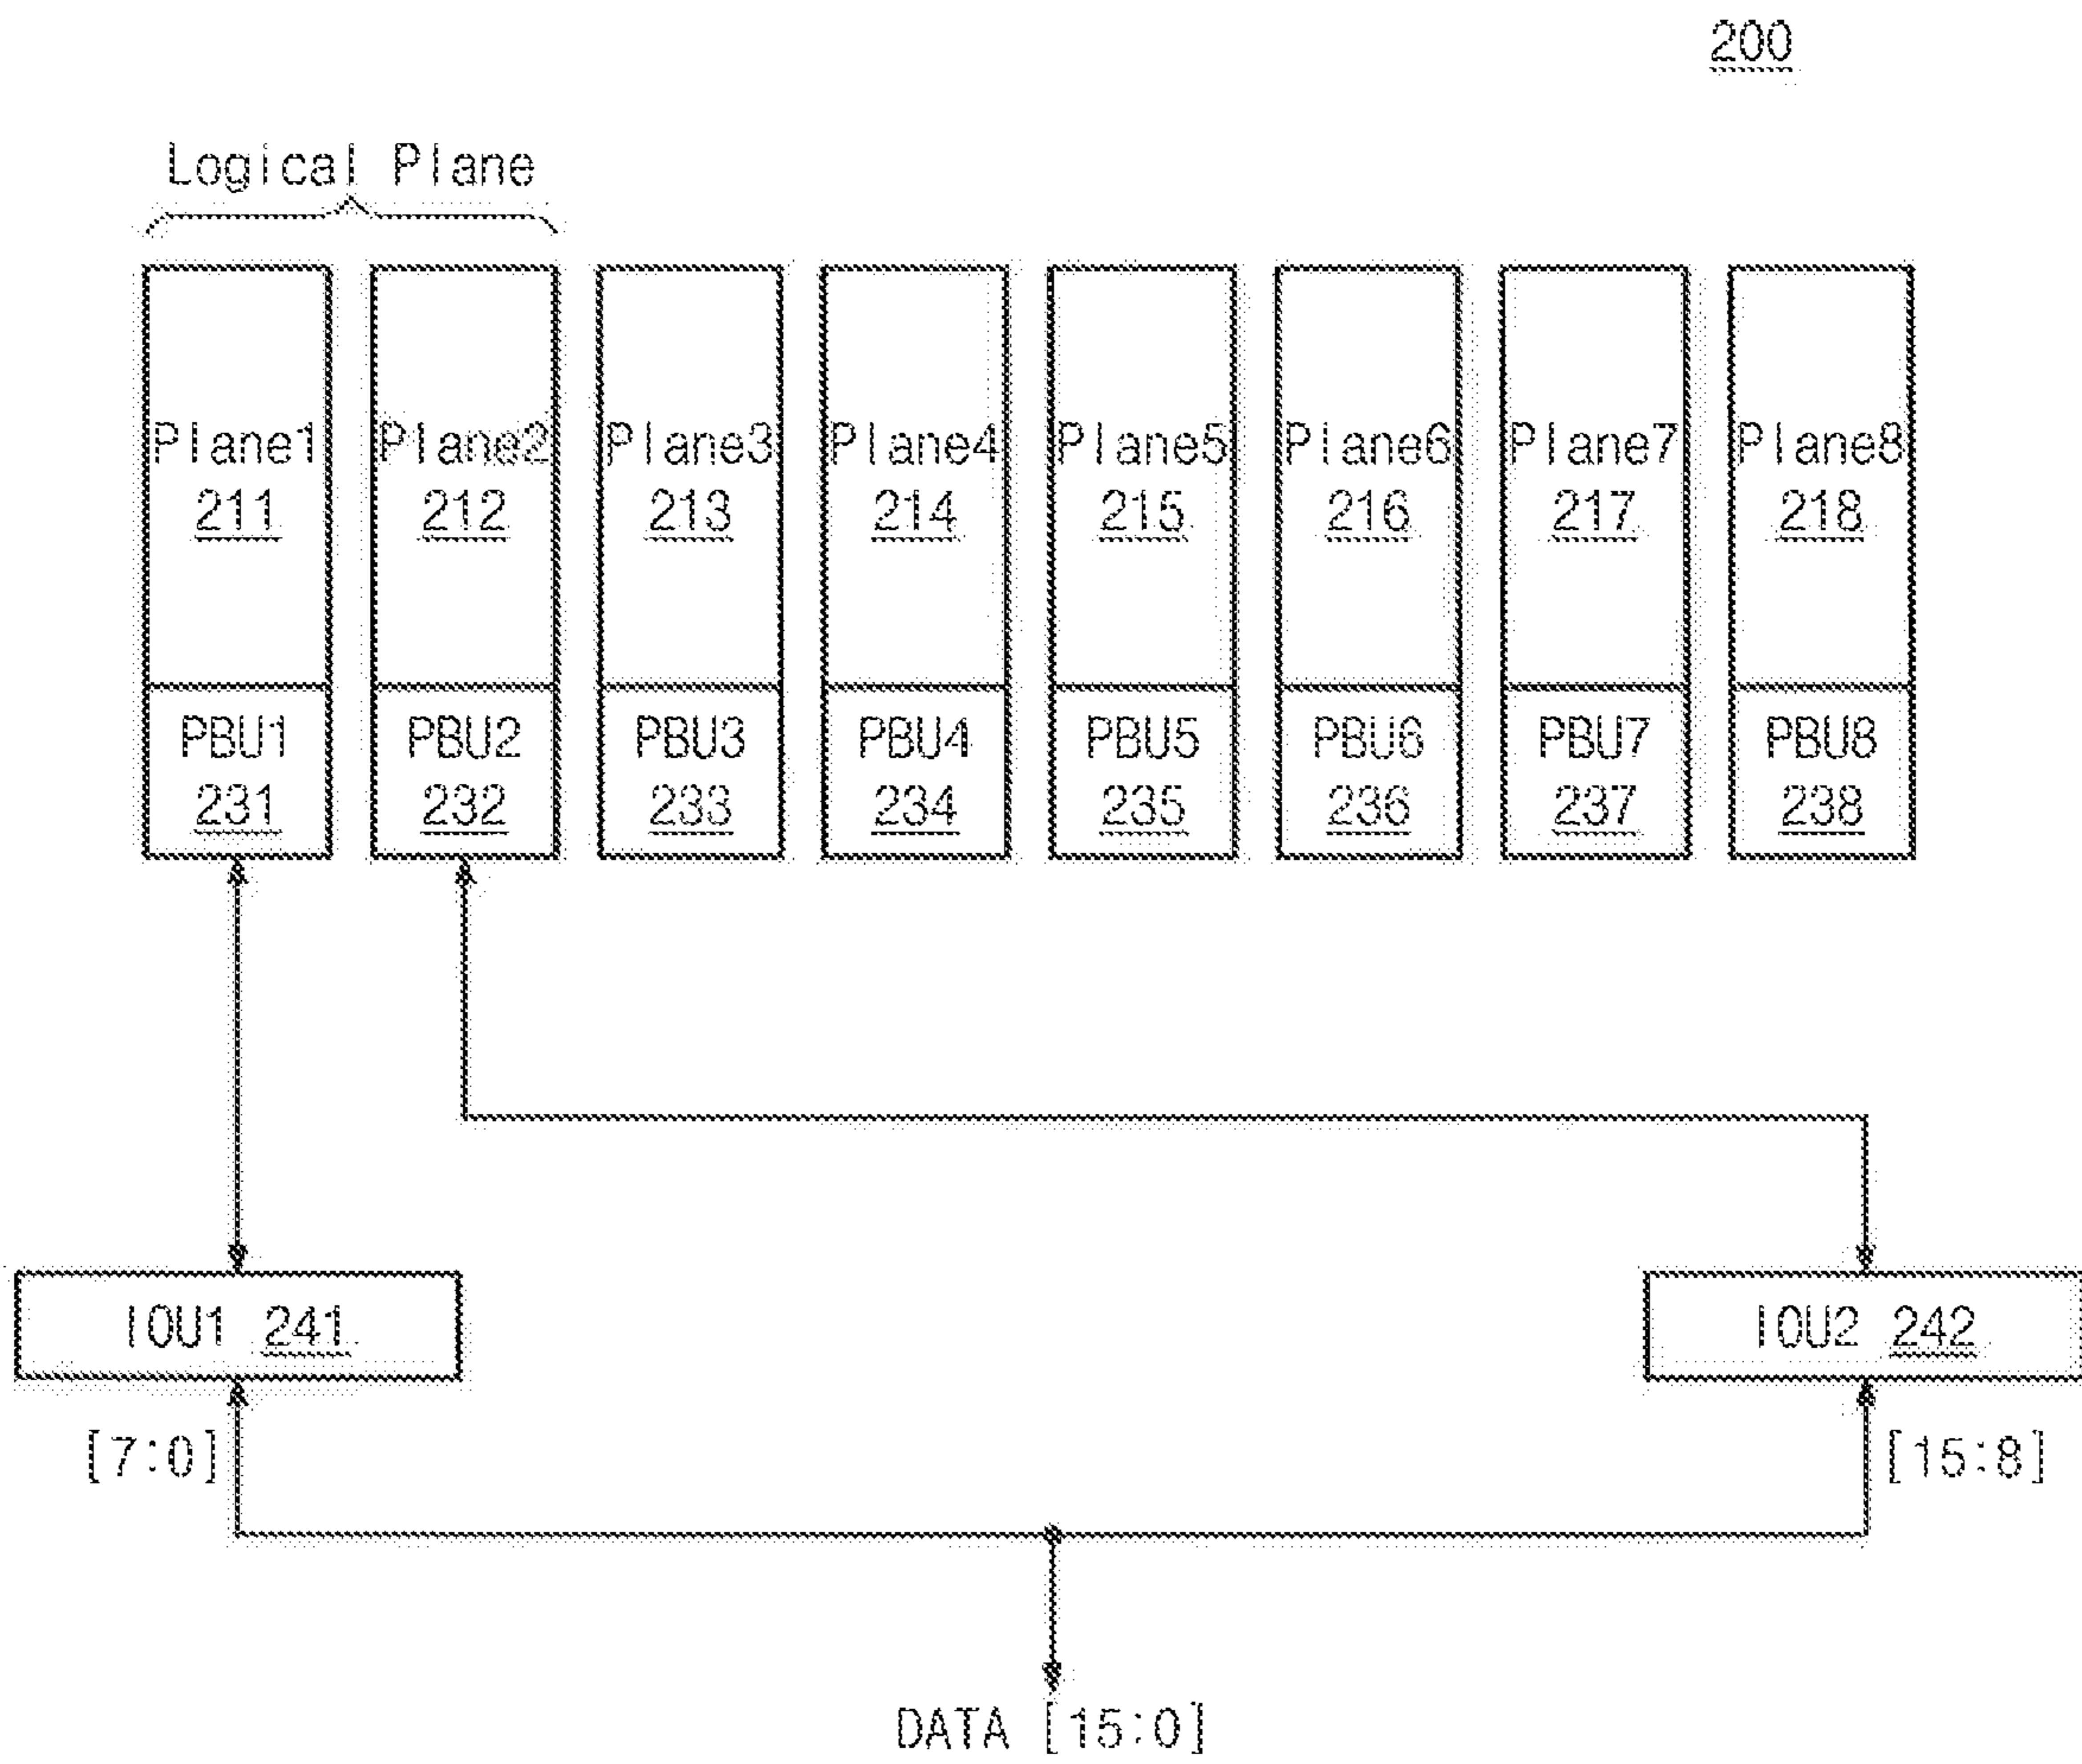 200
Logical Plane
Plane1 Plane2 Plane3 Plane4 Plane5 Plane6 Plane7 Plane8
211 212 213 214 215 216 217 218
PBU1 PBU2 PBU3 PBU4 PBU5 PBU6 PBU7 PBU8
231 232 233 234 235 236 237 238
IOU1 241 IOU2 242
[7:0] [15:8]
DATA [15:0]